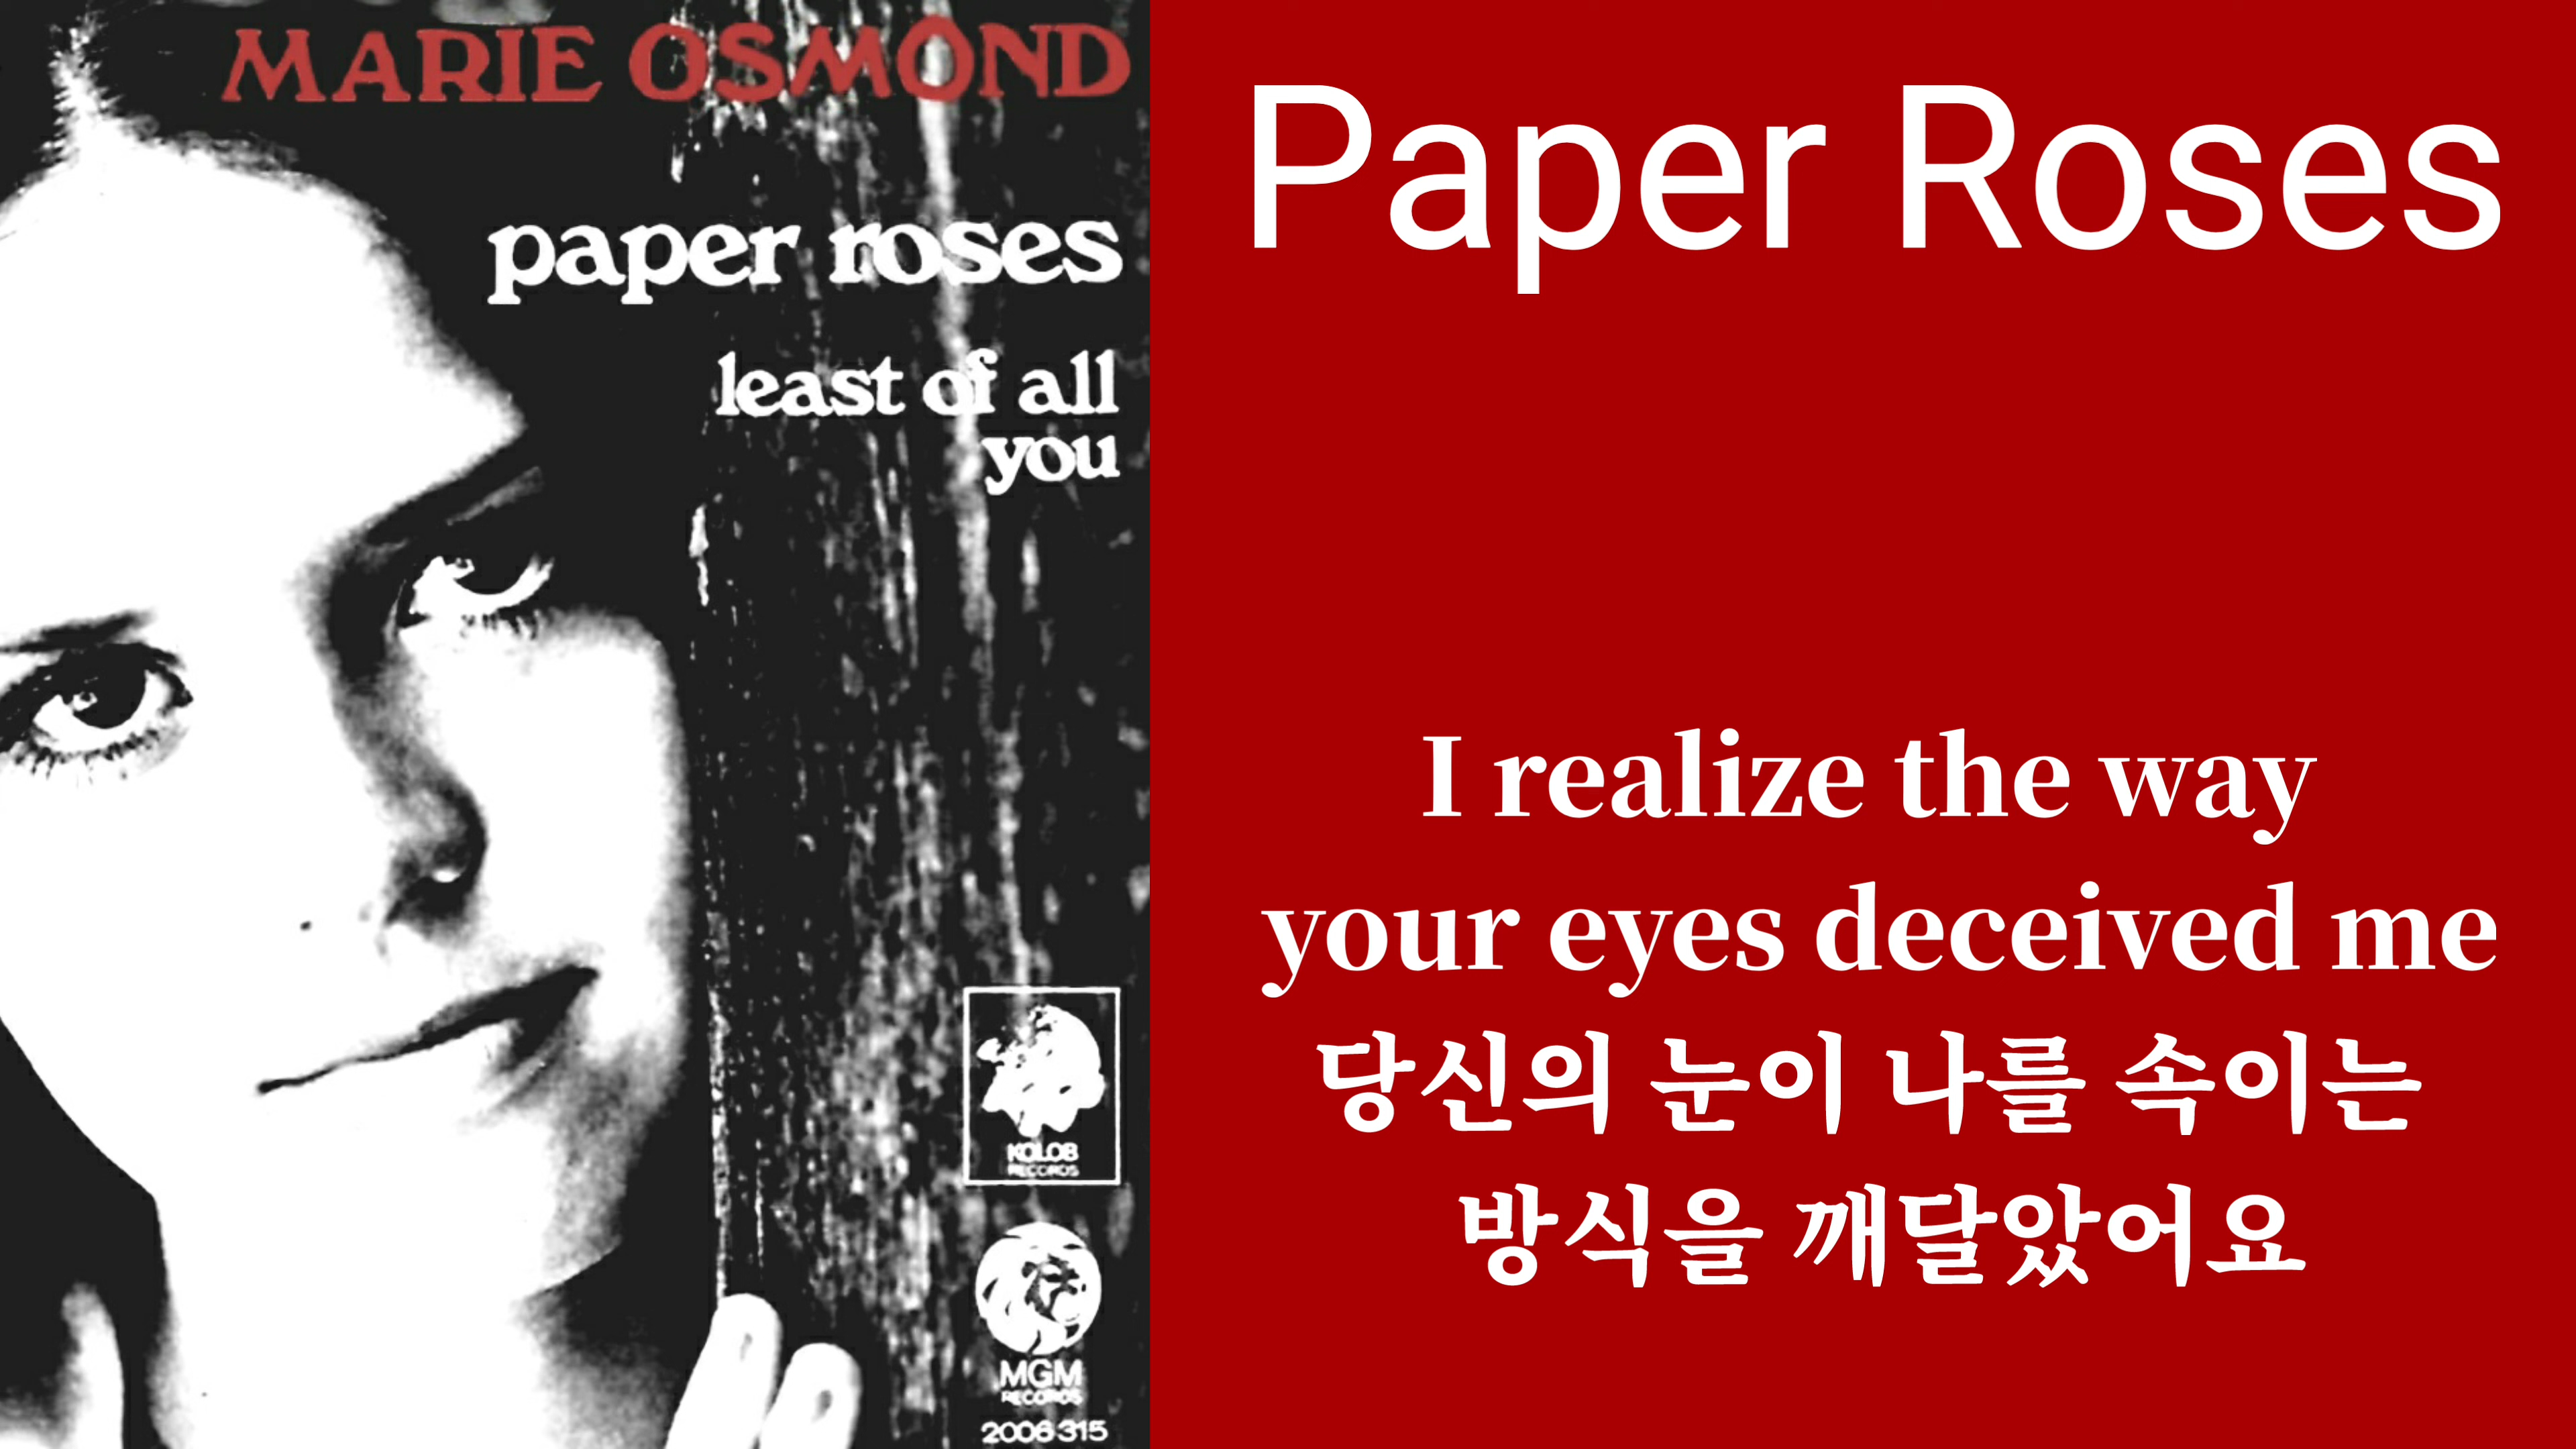 MARIE OSMOND
paper roses
least of all
you
KOLOB
RECORDS
MGM
RECORDS
2006 315
Paper Roses
I realize the way
your eyes deceived me
당신의 눈이 나를 속이는
방식을 깨달았어요